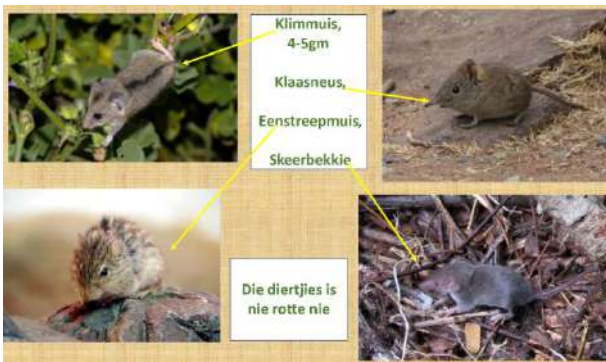 Klimmuis,
4-5gm
Klaasneus,
Eenstreepmuis,
Skeerbekkie
Die diertjies is
nie rotte nie